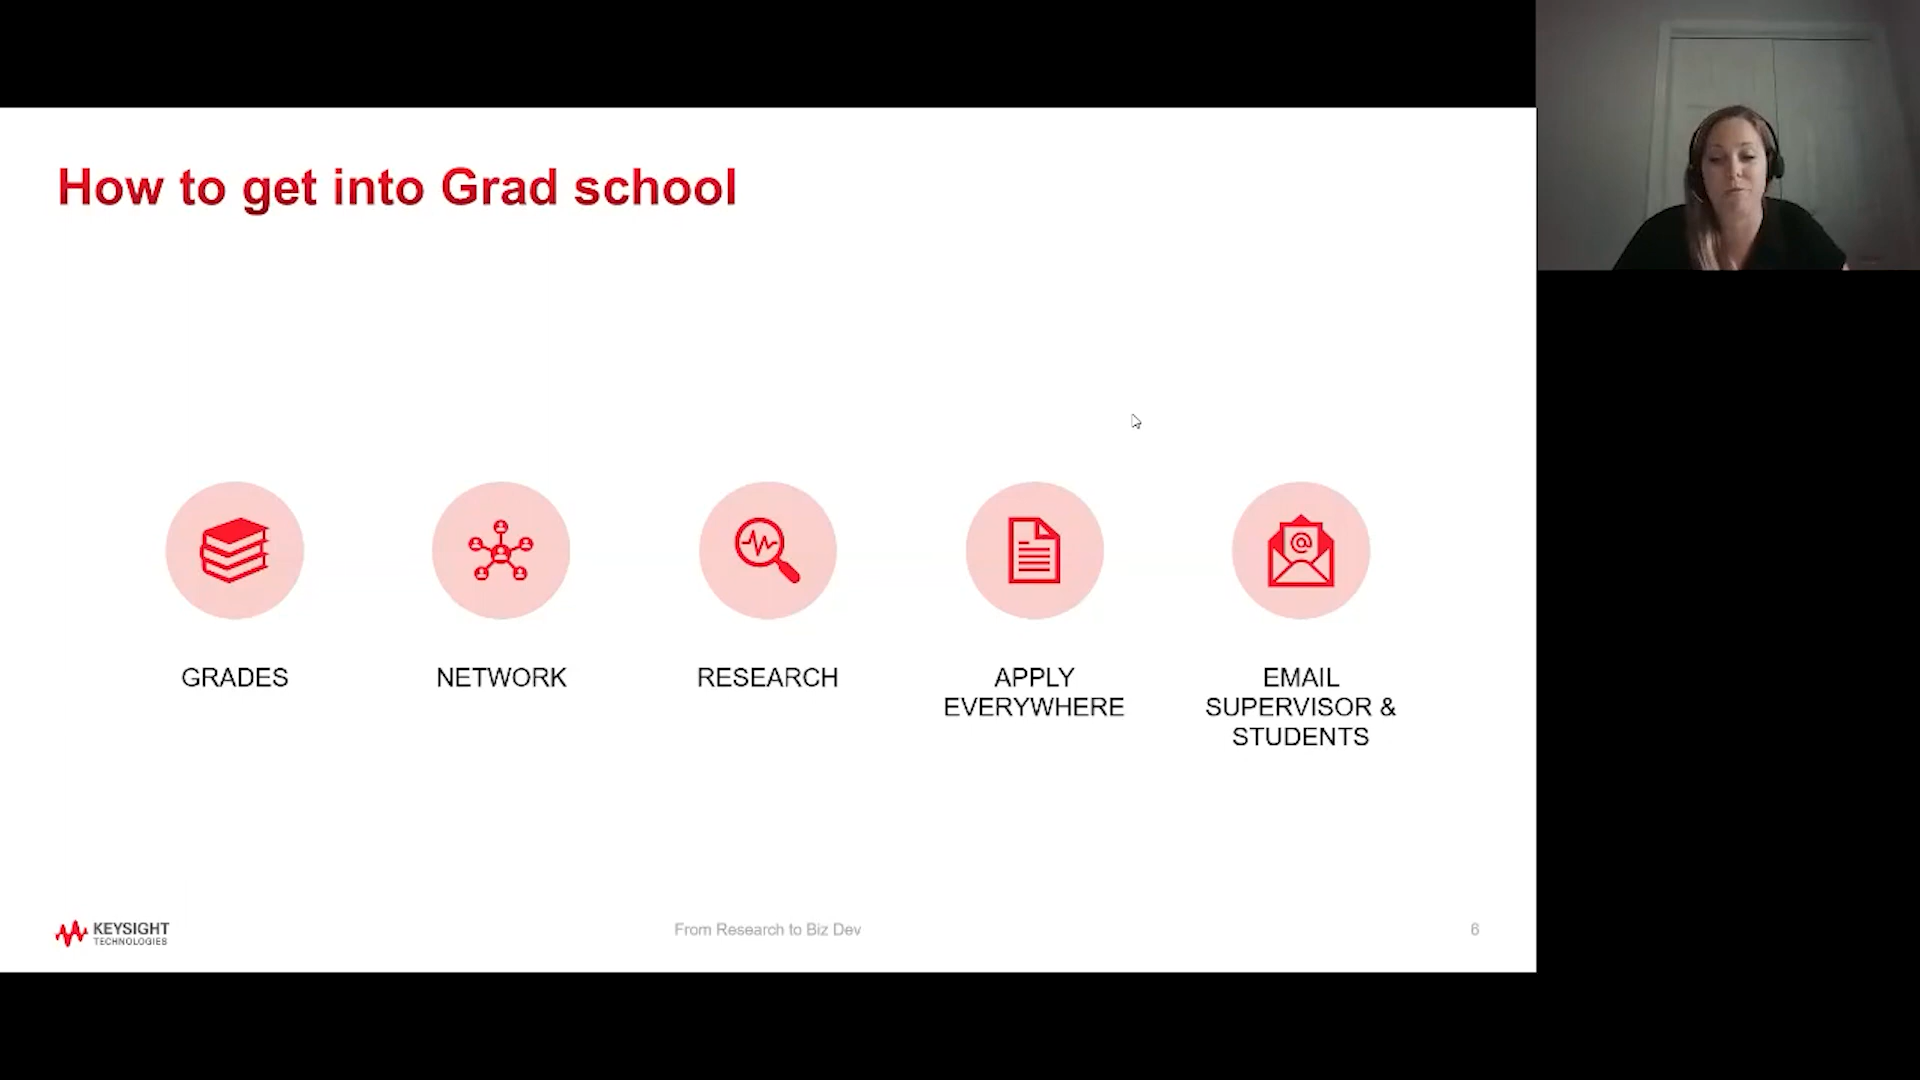 How to get into Grad school
GRADES
NETWORK
RESEARCH
APPLY
EVERYWHERE
EMAIL
SUPERVISOR &
STUDENTS
@
KEYSIGHT
TECHNOLOGIES
From Research to Biz Dev
6